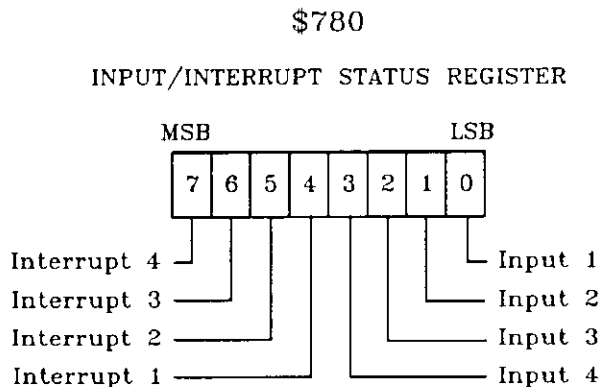 $780
INPUT/INTERRUPT STATUS REGISTER
MSB LSB
7 6 5 4 3 2 1 0
Interrupt 4 Input 1
Interrupt 3 Input 2
Interrupt 2 Input 3
Interrupt 1 Input 4